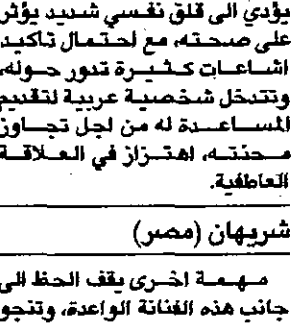 يؤدي الى قلق نفسي شديد يؤثر
على صحته، مع احتمال تاكيد
اشاعات كثيرة تدور حوله،
وتتدخل شخصية عربية لتقديم
المساعدة له من اجل تجاوز
محنته، اهتزاز في العلاقة
العاطفية.
شريهان (مصر)
مهمة اخرى يقف الحظ الى
جانب هذه الفنانة الواعدة، وتنجو